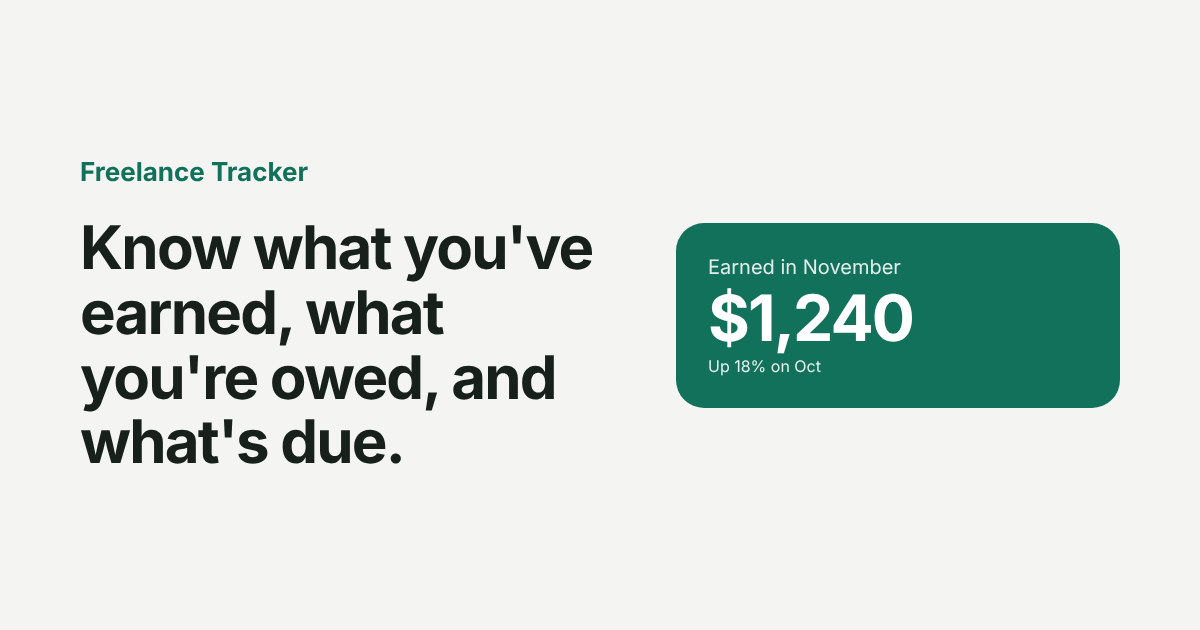 Freelance Tracker
Know what you've
earned, what
you're owed, and
what's due.
Earned in November
$1,240
Up 18% on Oct